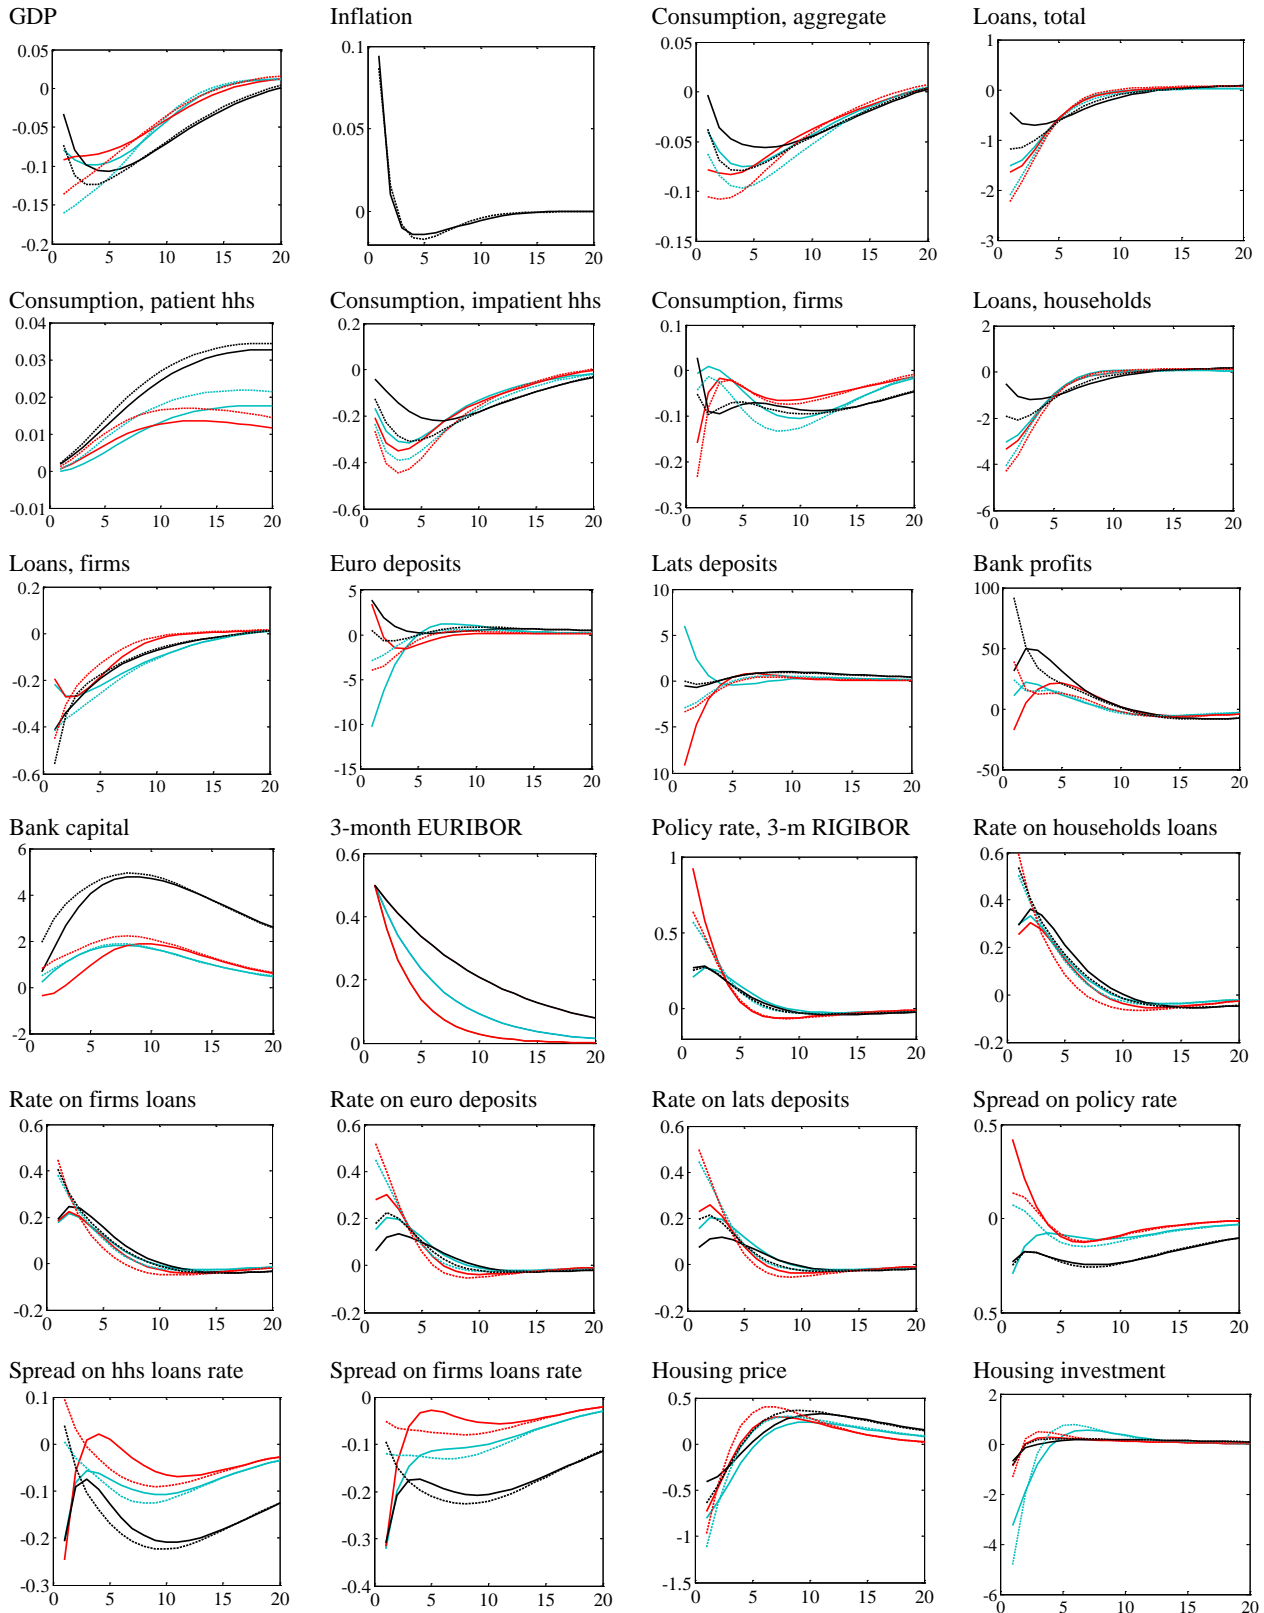 GDP
Inflation
Consumption, aggregate
Loans, total
0.05
0
-0.05
-0.1
-0.15
-0.2
0 5 10 15 20
0.1
0.05
0
0 5 10 15 20
0.05
0
-0.05
-0.1
-0.15
0 5 10 15 20
1
0
-1
-2
-3
0 5 10 15 20
Consumption, patient hhs
Consumption, impatient hhs
Consumption, firms
Loans, households
0.04
0.03
0.02
0.01
0
-0.01
0 5 10 15 20
0.2
0
-0.2
-0.4
-0.6
0 5 10 15 20
0.1
0
-0.1
-0.2
-0.3
0 5 10 15 20
2
0
-2
-4
-6
0 5 10 15 20
Loans, firms
Euro deposits
Lats deposits
Bank profits
0.2
0
-0.2
-0.4
-0.6
0 5 10 15 20
5
0
-5
-10
-15
0 5 10 15 20
10
5
0
-5
10
0 5 10 15 20
100
50
0
-50
0 5 10 15 20
Bank capital
3-month EURIBOR
Policy rate, 3-m RIGIBOR
Rate on households loans
6
4
2
0
-2
0 5 10 15 20
0.6
0.4
0.2
0
0 5 10 15 20
1
0.5
0
0 5 10 15 20
0.6
0.4
0.2
0
-0.2
0 5 10 15 20
Rate on firms loans
Rate on euro deposits
Rate on lats deposits
Spread on policy rate
0.6
0.4
0.2
0
-0.2
0 5 10 15 20
0.6
0.4
0.2
0
-0.2
0 5 10 15 20
0.6
0.4
0.2
0
-0.2
0 5 10 15 20
0.5
0
0.5
0 5 10 15 20
Spread on hhs loans rate
Spread on firms loans rate
Housing price
Housing investment
0.1
0
-0.1
-0.2
-0.3
0 5 10 15 20
0
-0.1
-0.2
-0.3
-0.4
0 5 10 15 20
0.5
0
-0.5
-1
-1.5
0 5 10 15 20
2
0
-2
-4
-6
0 5 10 15 20